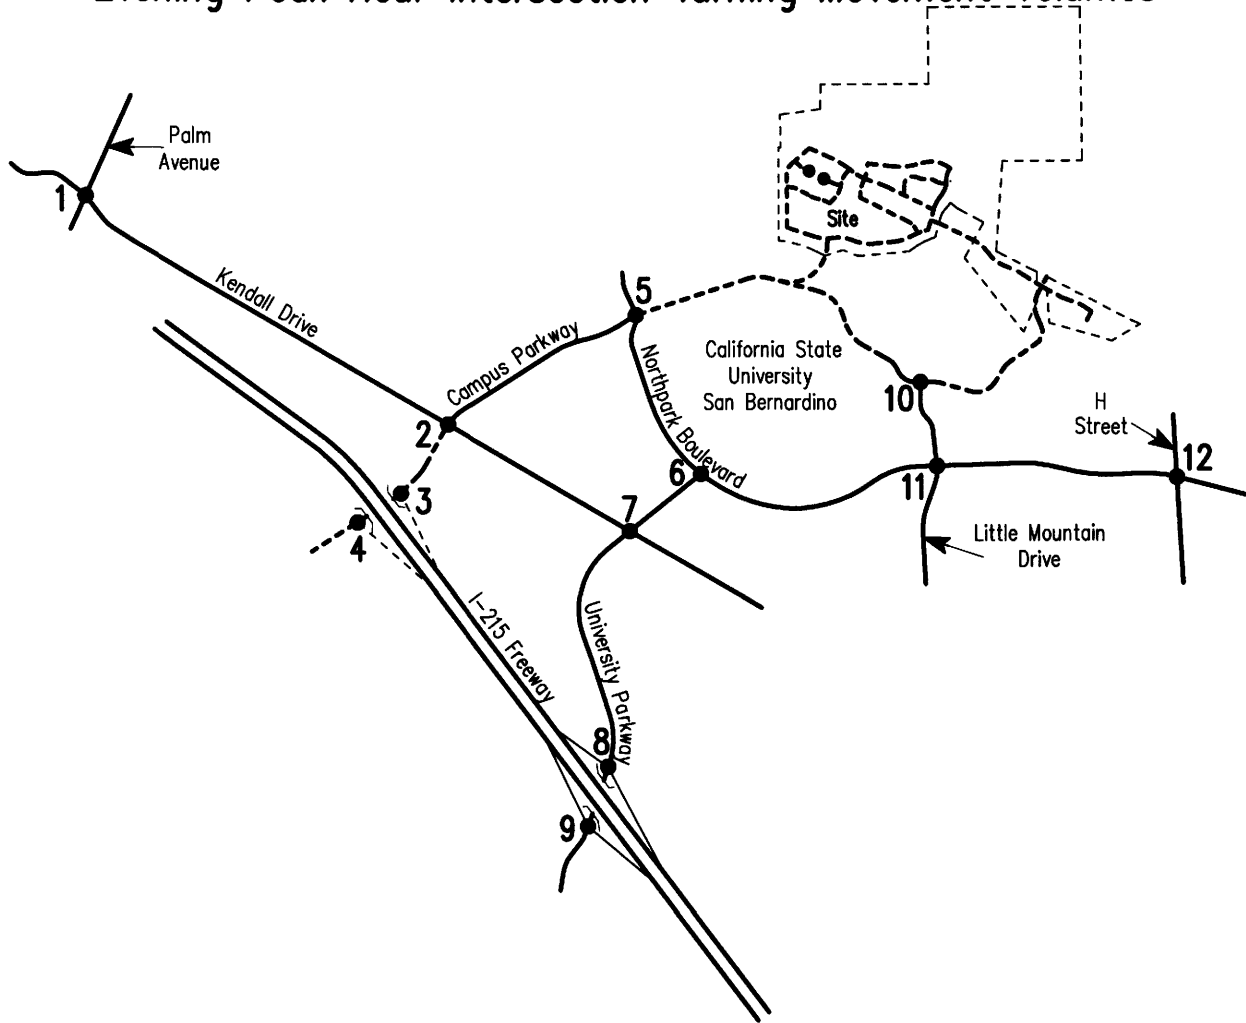 Palm
Avenue
1
Site
Kendall Drive
5
Campus Parkway
Northpark Boulevard
California State
University
San Bernardino
10
H
Street
2
6
12
3
11
7
4
Little Mountain
Drive
I-215 Freeway
University Parkway
8
9